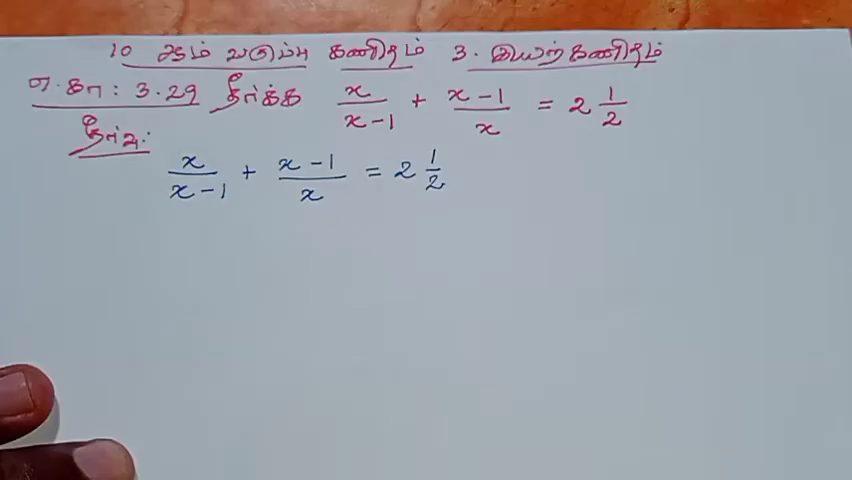 10 ஆம் வகுப்பு கணிதம் 3. இயற்கணிதம்
எ.கா: 3.29 தீர்க்க x/(x-1) + (x-1)/x = 2 1/2
தீர்வு:
x/(x-1) + (x-1)/x = 2 1/2